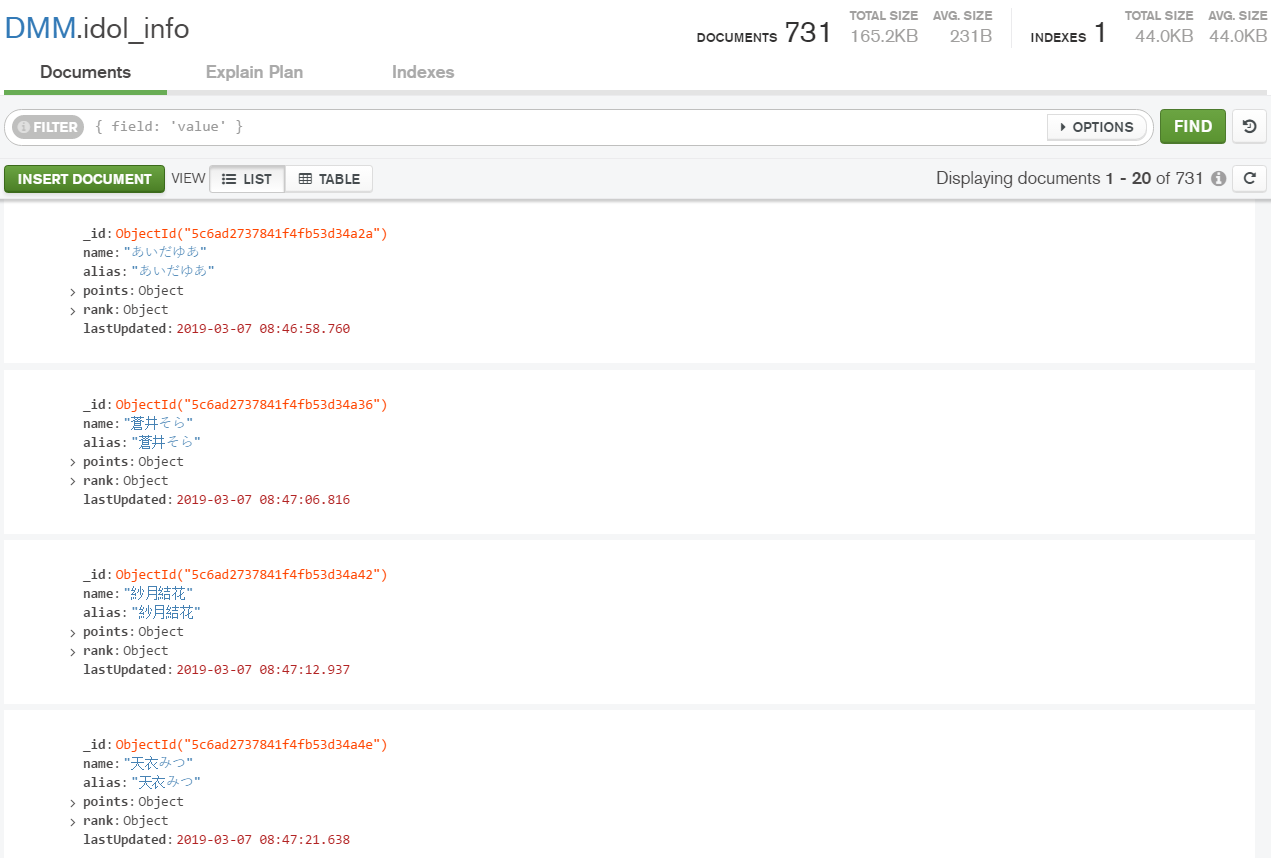 DMM.idol_info
DOCUMENTS 731 TOTAL SIZE 165.2KB AVG. SIZE 231B INDEXES 1 TOTAL SIZE 44.0KB AVG. SIZE 44.0KB
Documents Explain Plan Indexes
FILTER { field: 'value' } OPTIONS FIND
INSERT DOCUMENT VIEW LIST TABLE Displaying documents 1 - 20 of 731
_id: ObjectId("5c6ad2737841f4fb53d34a2a")
name: "あいだゆあ"
alias: "あいだゆあ"
points: Object
rank: Object
lastUpdated: 2019-03-07 08:46:58.760
_id: ObjectId("5c6ad2737841f4fb53d34a36")
name: "蒼井そら"
alias: "蒼井そら"
points: Object
rank: Object
lastUpdated: 2019-03-07 08:47:06.816
_id: ObjectId("5c6ad2737841f4fb53d34a42")
name: "紗月結花"
alias: "紗月結花"
points: Object
rank: Object
lastUpdated: 2019-03-07 08:47:12.937
_id: ObjectId("5c6ad2737841f4fb53d34a4e")
name: "天衣みつ"
alias: "天衣みつ"
points: Object
rank: Object
lastUpdated: 2019-03-07 08:47:21.638